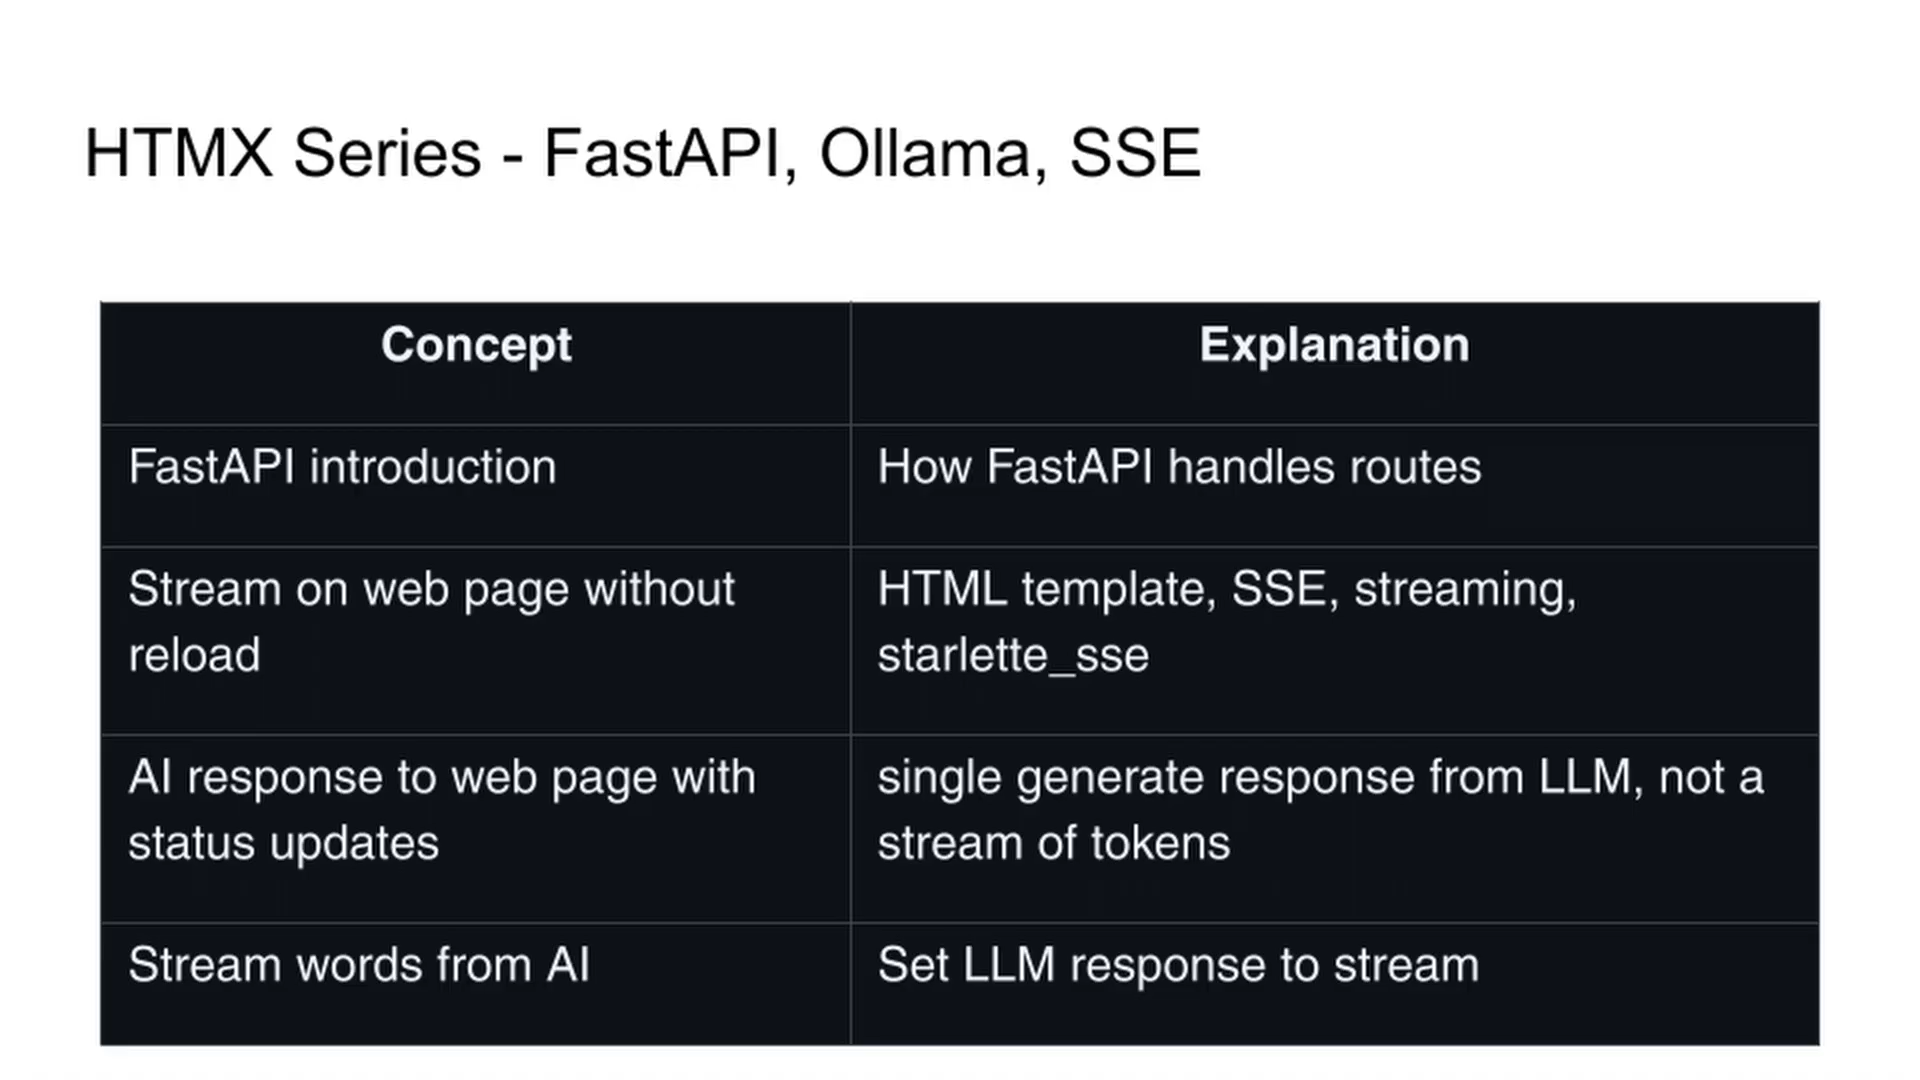 HTMX Series - FastAPI, Ollama, SSE
Concept
Explanation
FastAPI introduction
How FastAPI handles routes
Stream on web page without
reload
HTML template, SSE, streaming,
starlette_sse
AI response to web page with
status updates
single generate response from LLM, not a
stream of tokens
Stream words from AI
Set LLM response to stream